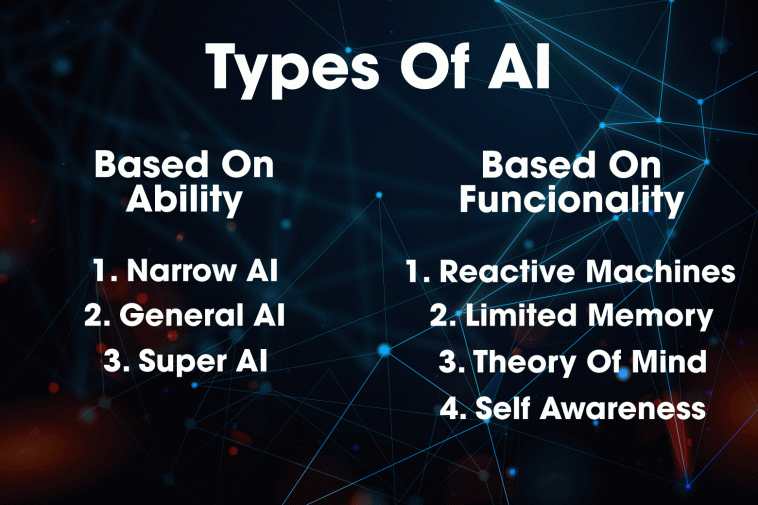 Types Of AI
Based On
Ability
1. Narrow AI
2. General AI
3. Super AI
Based On
Funcionality
1. Reactive Machines
2. Limited Memory
3. Theory Of Mind
4. Self Awareness